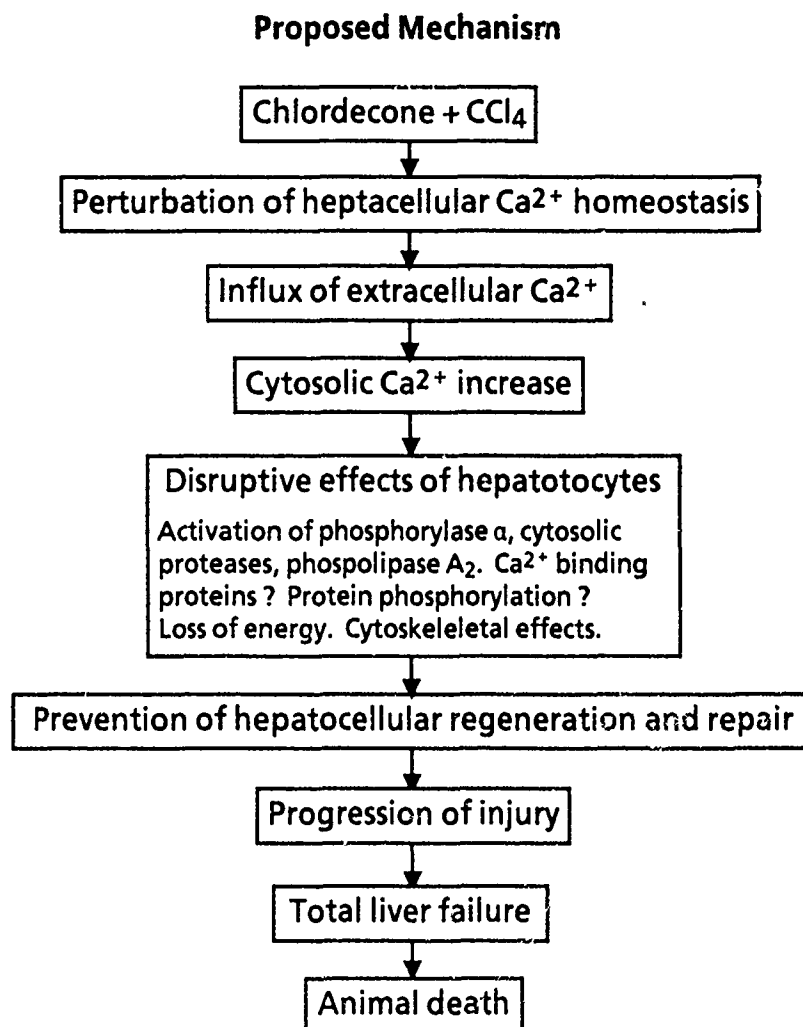 Proposed Mechanism
Chlordecone + CCl4
Perturbation of heptacellular Ca2+ homeostasis
Influx of extracellular Ca2+
Cytosolic Ca2+ increase
Disruptive effects of hepatotocytes
Activation of phosphorylase α, cytosolic
proteases, phospolipase A2. Ca2+ binding
proteins ? Protein phosphorylation ?
Loss of energy. Cytoskeleletal effects.
Prevention of hepatocellular regeneration and repair
Progression of injury
Total liver failure
Animal death